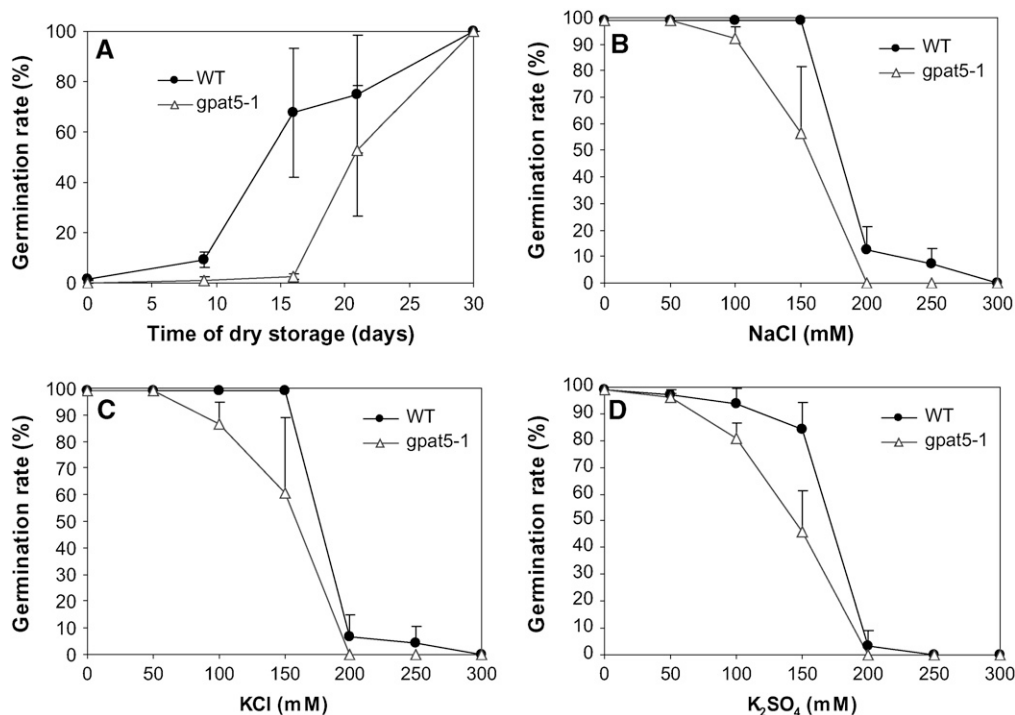 A
WT
gpat5-1
Germination rate (%)
100
80
60
40
20
0
0 5 10 15 20 25 30
Time of dry storage (days)
B
WT
gpat5-1
Germination rate (%)
100
90
80
70
60
50
40
30
20
10
0
0 50 100 150 200 250 300
NaCl (mM)
C
WT
gpat5-1
Germination rate (%)
100
90
80
70
60
50
40
30
20
10
0
0 50 100 150 200 250 300
KCl (mM)
D
WT
gpat5-1
Germination rate (%)
100
90
80
70
60
50
40
30
20
10
0
0 50 100 150 200 250 300
K₂SO₄ (mM)